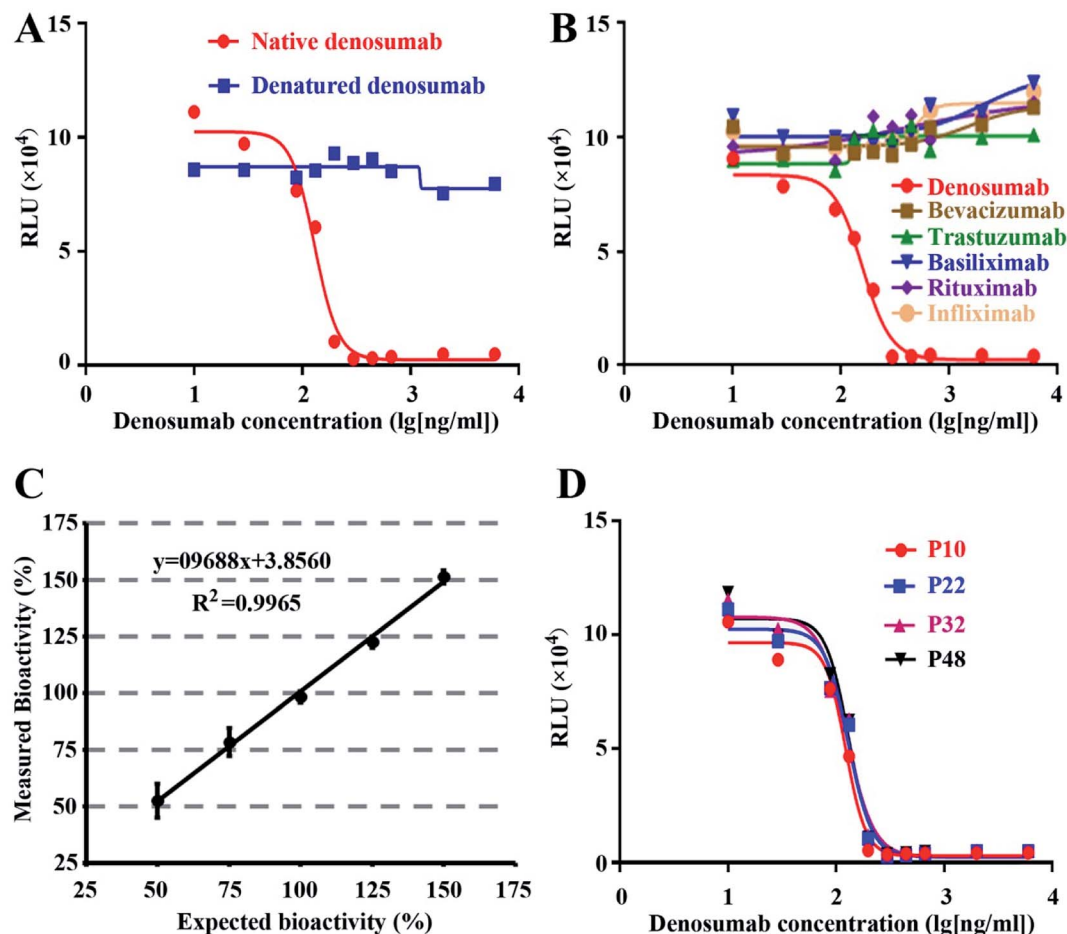 A
15
10
5
0
RLU (×10⁴)
Native denosumab
Denatured denosumab
0 1 2 3 4
Denosumab concentration (lg[ng/ml])
B
15
10
5
0
RLU (×10⁴)
Denosumab
Bevacizumab
Trastuzumab
Basiliximab
Rituximab
Infliximab
0 1 2 3 4
Denosumab concentration (lg[ng/ml])
C
175
150
125
100
75
50
25
Measured Bioactivity (%)
y=09688x+3.8560
R²=0.9965
25 50 75 100 125 150 175
Expected bioactivity (%)
D
15
10
5
0
RLU (×10⁴)
P10
P22
P32
P48
0 1 2 3 4
Denosumab concentration (lg[ng/ml])